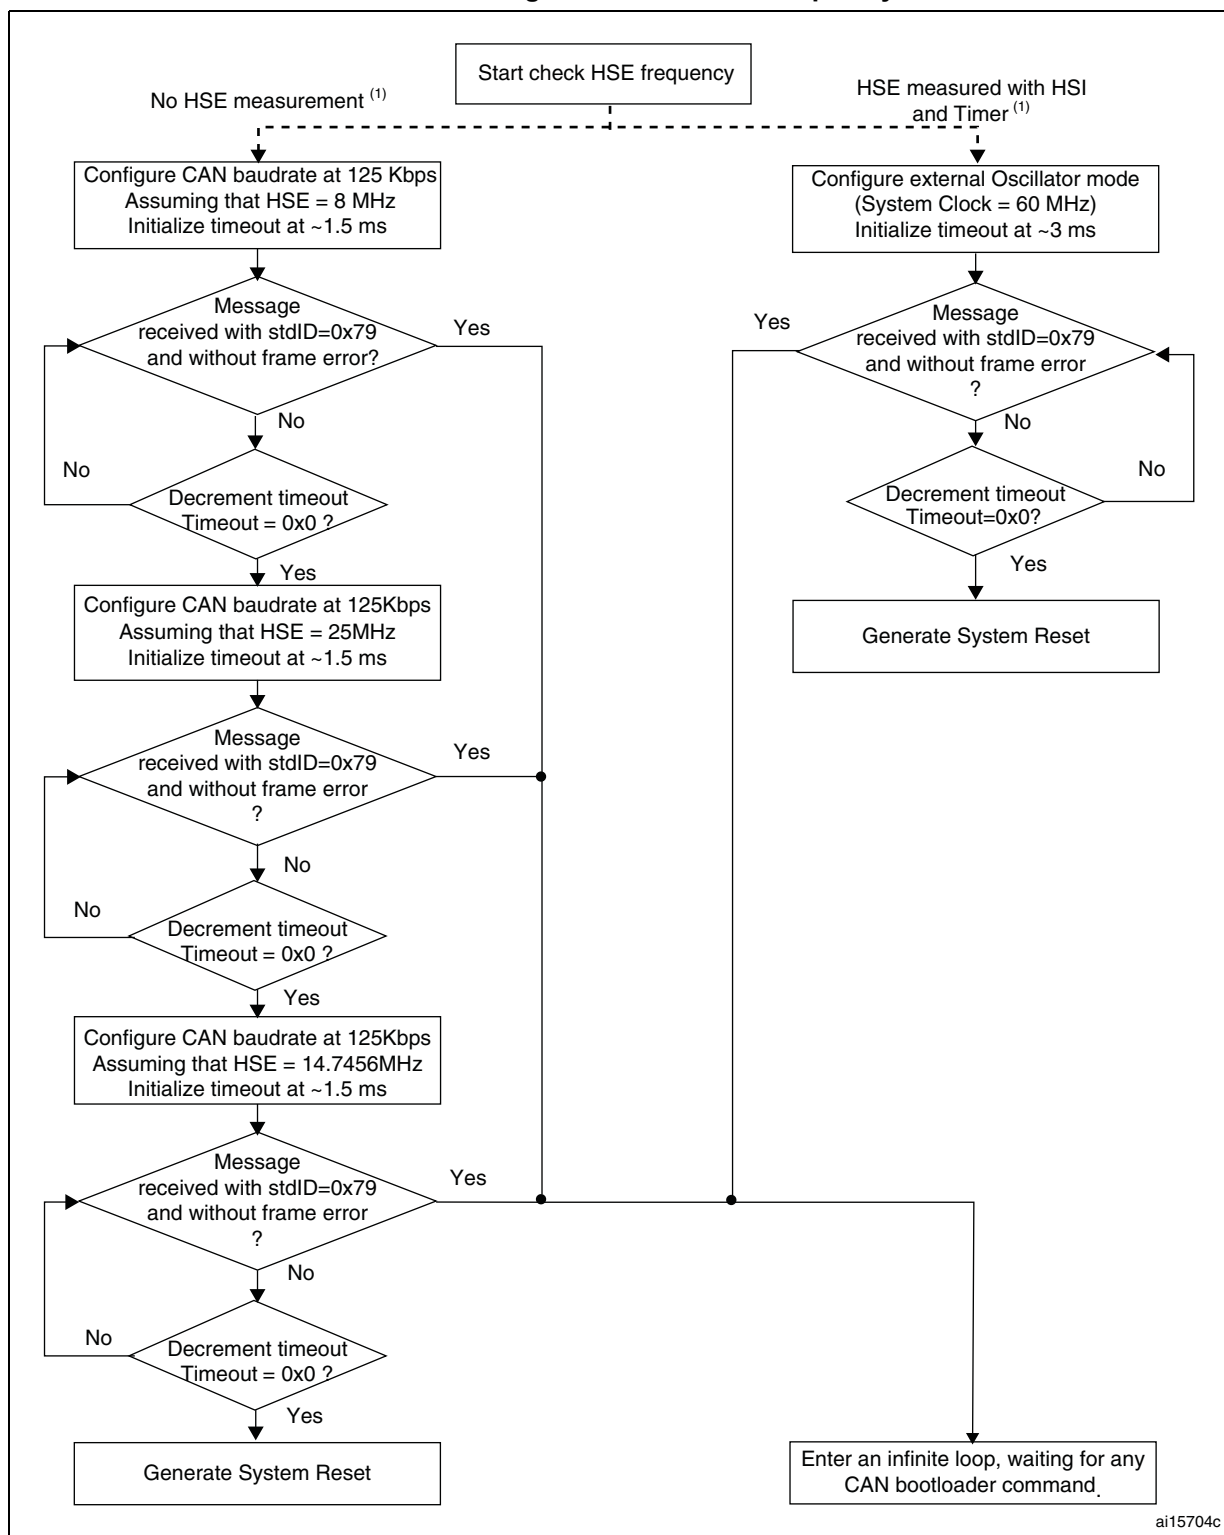 Start check HSE frequency
No HSE measurement (1)
HSE measured with HSI
and Timer (1)
Configure CAN baudrate at 125 Kbps
Assuming that HSE = 8 MHz
Initialize timeout at ~1.5 ms
Configure external Oscillator mode
(System Clock = 60 MHz)
Initialize timeout at ~3 ms
Message
received with stdID=0x79
and without frame error?
Yes
No
Decrement timeout
Timeout = 0x0 ?
No
Yes
Yes
Message
received with stdID=0x79
and without frame error
?
No
Decrement timeout
Timeout=0x0?
No
Yes
Generate System Reset
Configure CAN baudrate at 125Kbps
Assuming that HSE = 25MHz
Initialize timeout at ~1.5 ms
Message
received with stdID=0x79
and without frame error
?
Yes
No
Decrement timeout
Timeout = 0x0 ?
No
Yes
Configure CAN baudrate at 125Kbps
Assuming that HSE = 14.7456MHz
Initialize timeout at ~1.5 ms
Message
received with stdID=0x79
and without frame error
?
Yes
No
Decrement timeout
Timeout = 0x0 ?
No
Yes
Generate System Reset
Enter an infinite loop, waiting for any
CAN bootloader command.
ai15704c